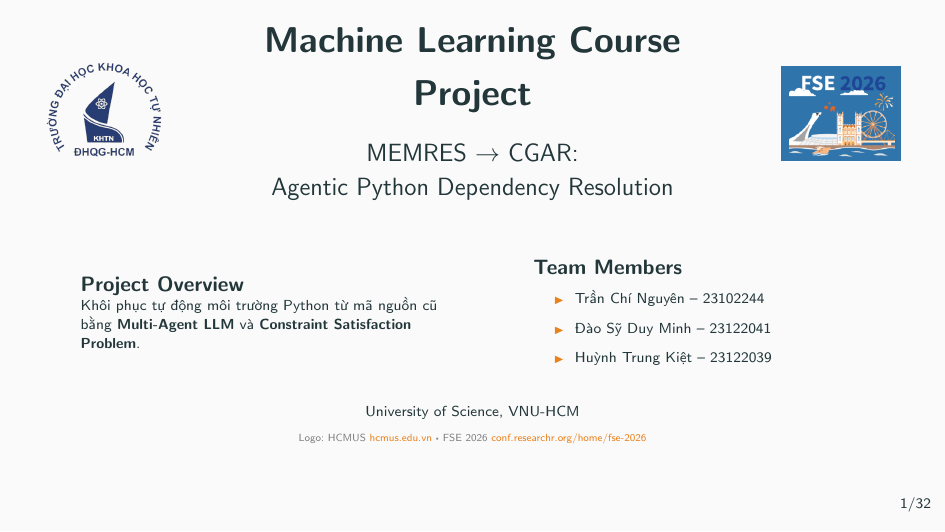 Machine Learning Course
Project
MEMRES → CGAR:
Agentic Python Dependency Resolution
TRƯỜNG ĐẠI HỌC KHOA HỌC TỰ NHIÊN
KHTN
ĐHQG-HCM
FSE 2026
Project Overview
Khôi phục tự động môi trường Python từ mã nguồn cũ
bằng Multi-Agent LLM và Constraint Satisfaction
Problem.
Team Members
▶ Trần Chí Nguyên – 23102244
▶ Đào Sỹ Duy Minh – 23122041
▶ Huỳnh Trung Kiệt – 23122039
University of Science, VNU-HCM
Logo: HCMUS hcmus.edu.vn • FSE 2026 conf.researchr.org/home/fse-2026
1/32